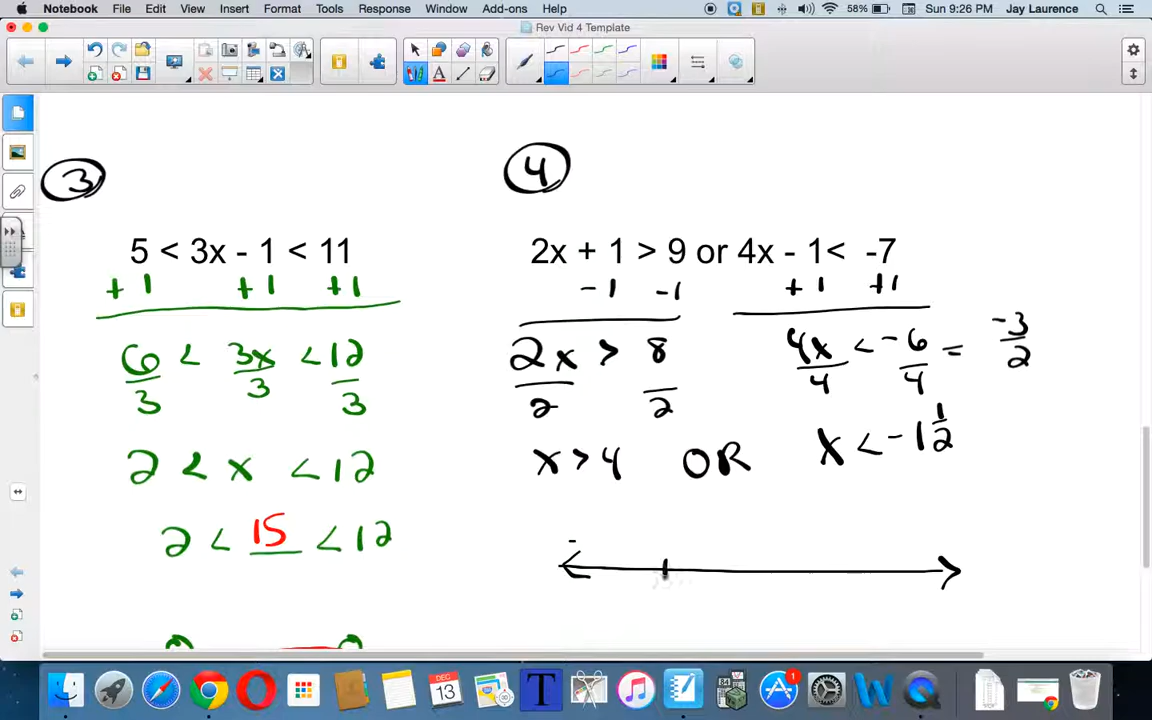 Notebook File Edit View Insert Format Tools Response Window Add-ons Help 58% Sun 9:26 PM Jay Laurence
Rev Vid 4 Template
3
5 < 3x - 1 < 11
+1 +1 +1
6/3 < 3x/3 < 12/3
2 < x < 12
2 < 15 < 12
4
2x + 1 > 9 or 4x - 1< -7
-1 -1 +1 +1
2x/2 > 8/2 4x/4 < -6/4 = -3/2
x > 4 OR x < -1 1/2
DEC
13
1